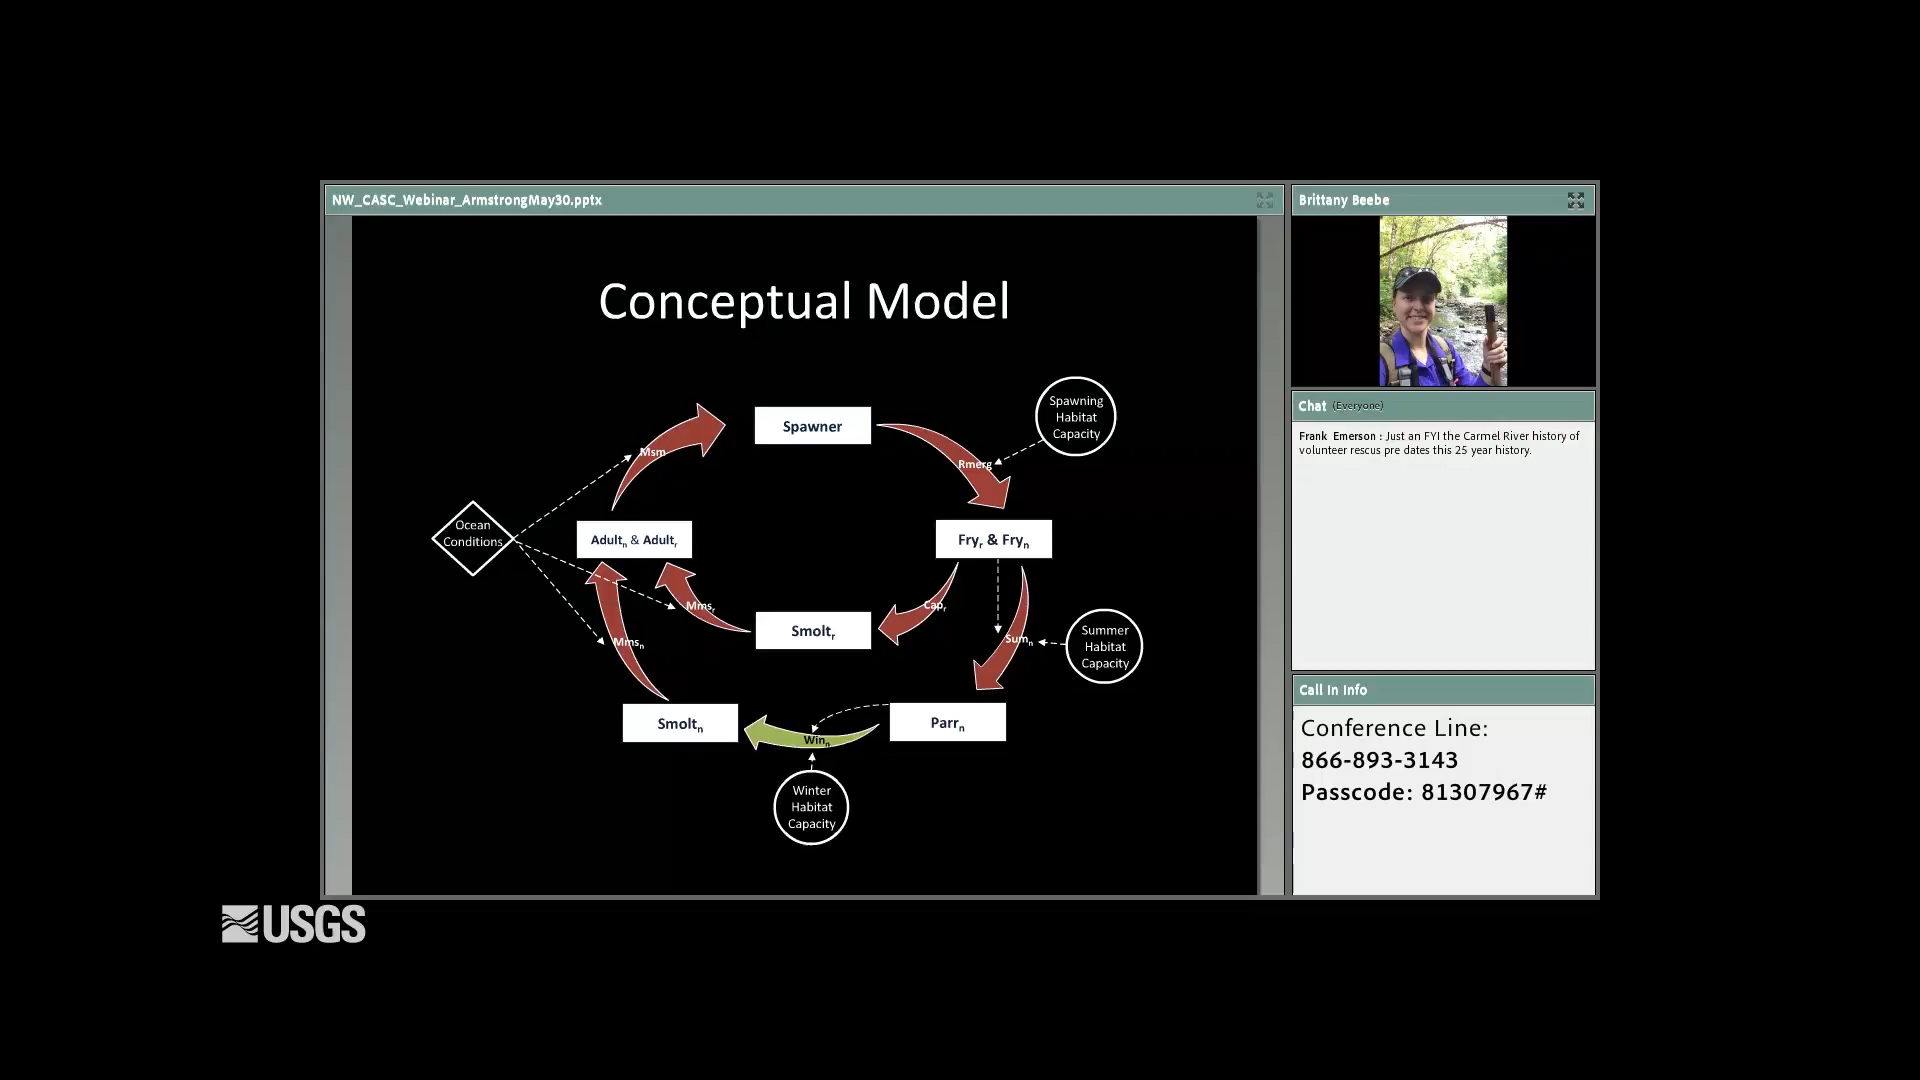 NW_CASC_Webinar_ArmstrongMay30.pptx
Conceptual Model
Spawner
Spawning
Habitat
Capacity
Msm
Rmerg
Ocean
Conditions
Adultn & Adultr
Fryr & Fryn
Mmsr
Capr
Smoltr
Mmsn
Sumn
Summer
Habitat
Capacity
Smoltn
Winn
Parrn
Winter
Habitat
Capacity
Brittany Beebe
Chat (Everyone)
Frank Emerson : Just an FYI the Carmel River history of
volunteer rescus pre dates this 25 year history.
Call In Info
Conference Line:
866-893-3143
Passcode: 81307967#
USGS